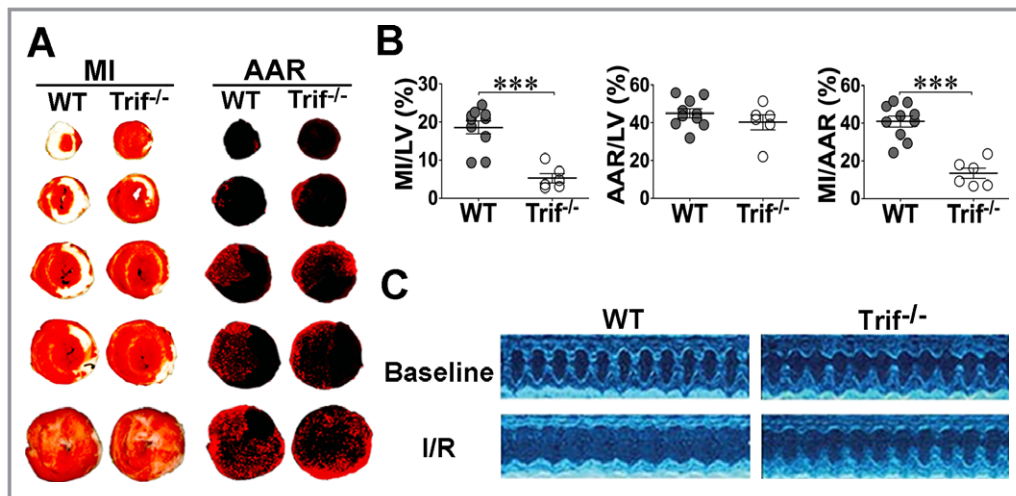 A
MI
AAR
WT Trif-/- WT Trif-/-
B
MI/LV (%)
30
20
10
0
***
WT Trif-/-
AAR/LV (%)
60
40
20
0
WT Trif-/-
MI/AAR (%)
60
40
20
0
***
WT Trif-/-
C
WT Trif-/-
Baseline
I/R